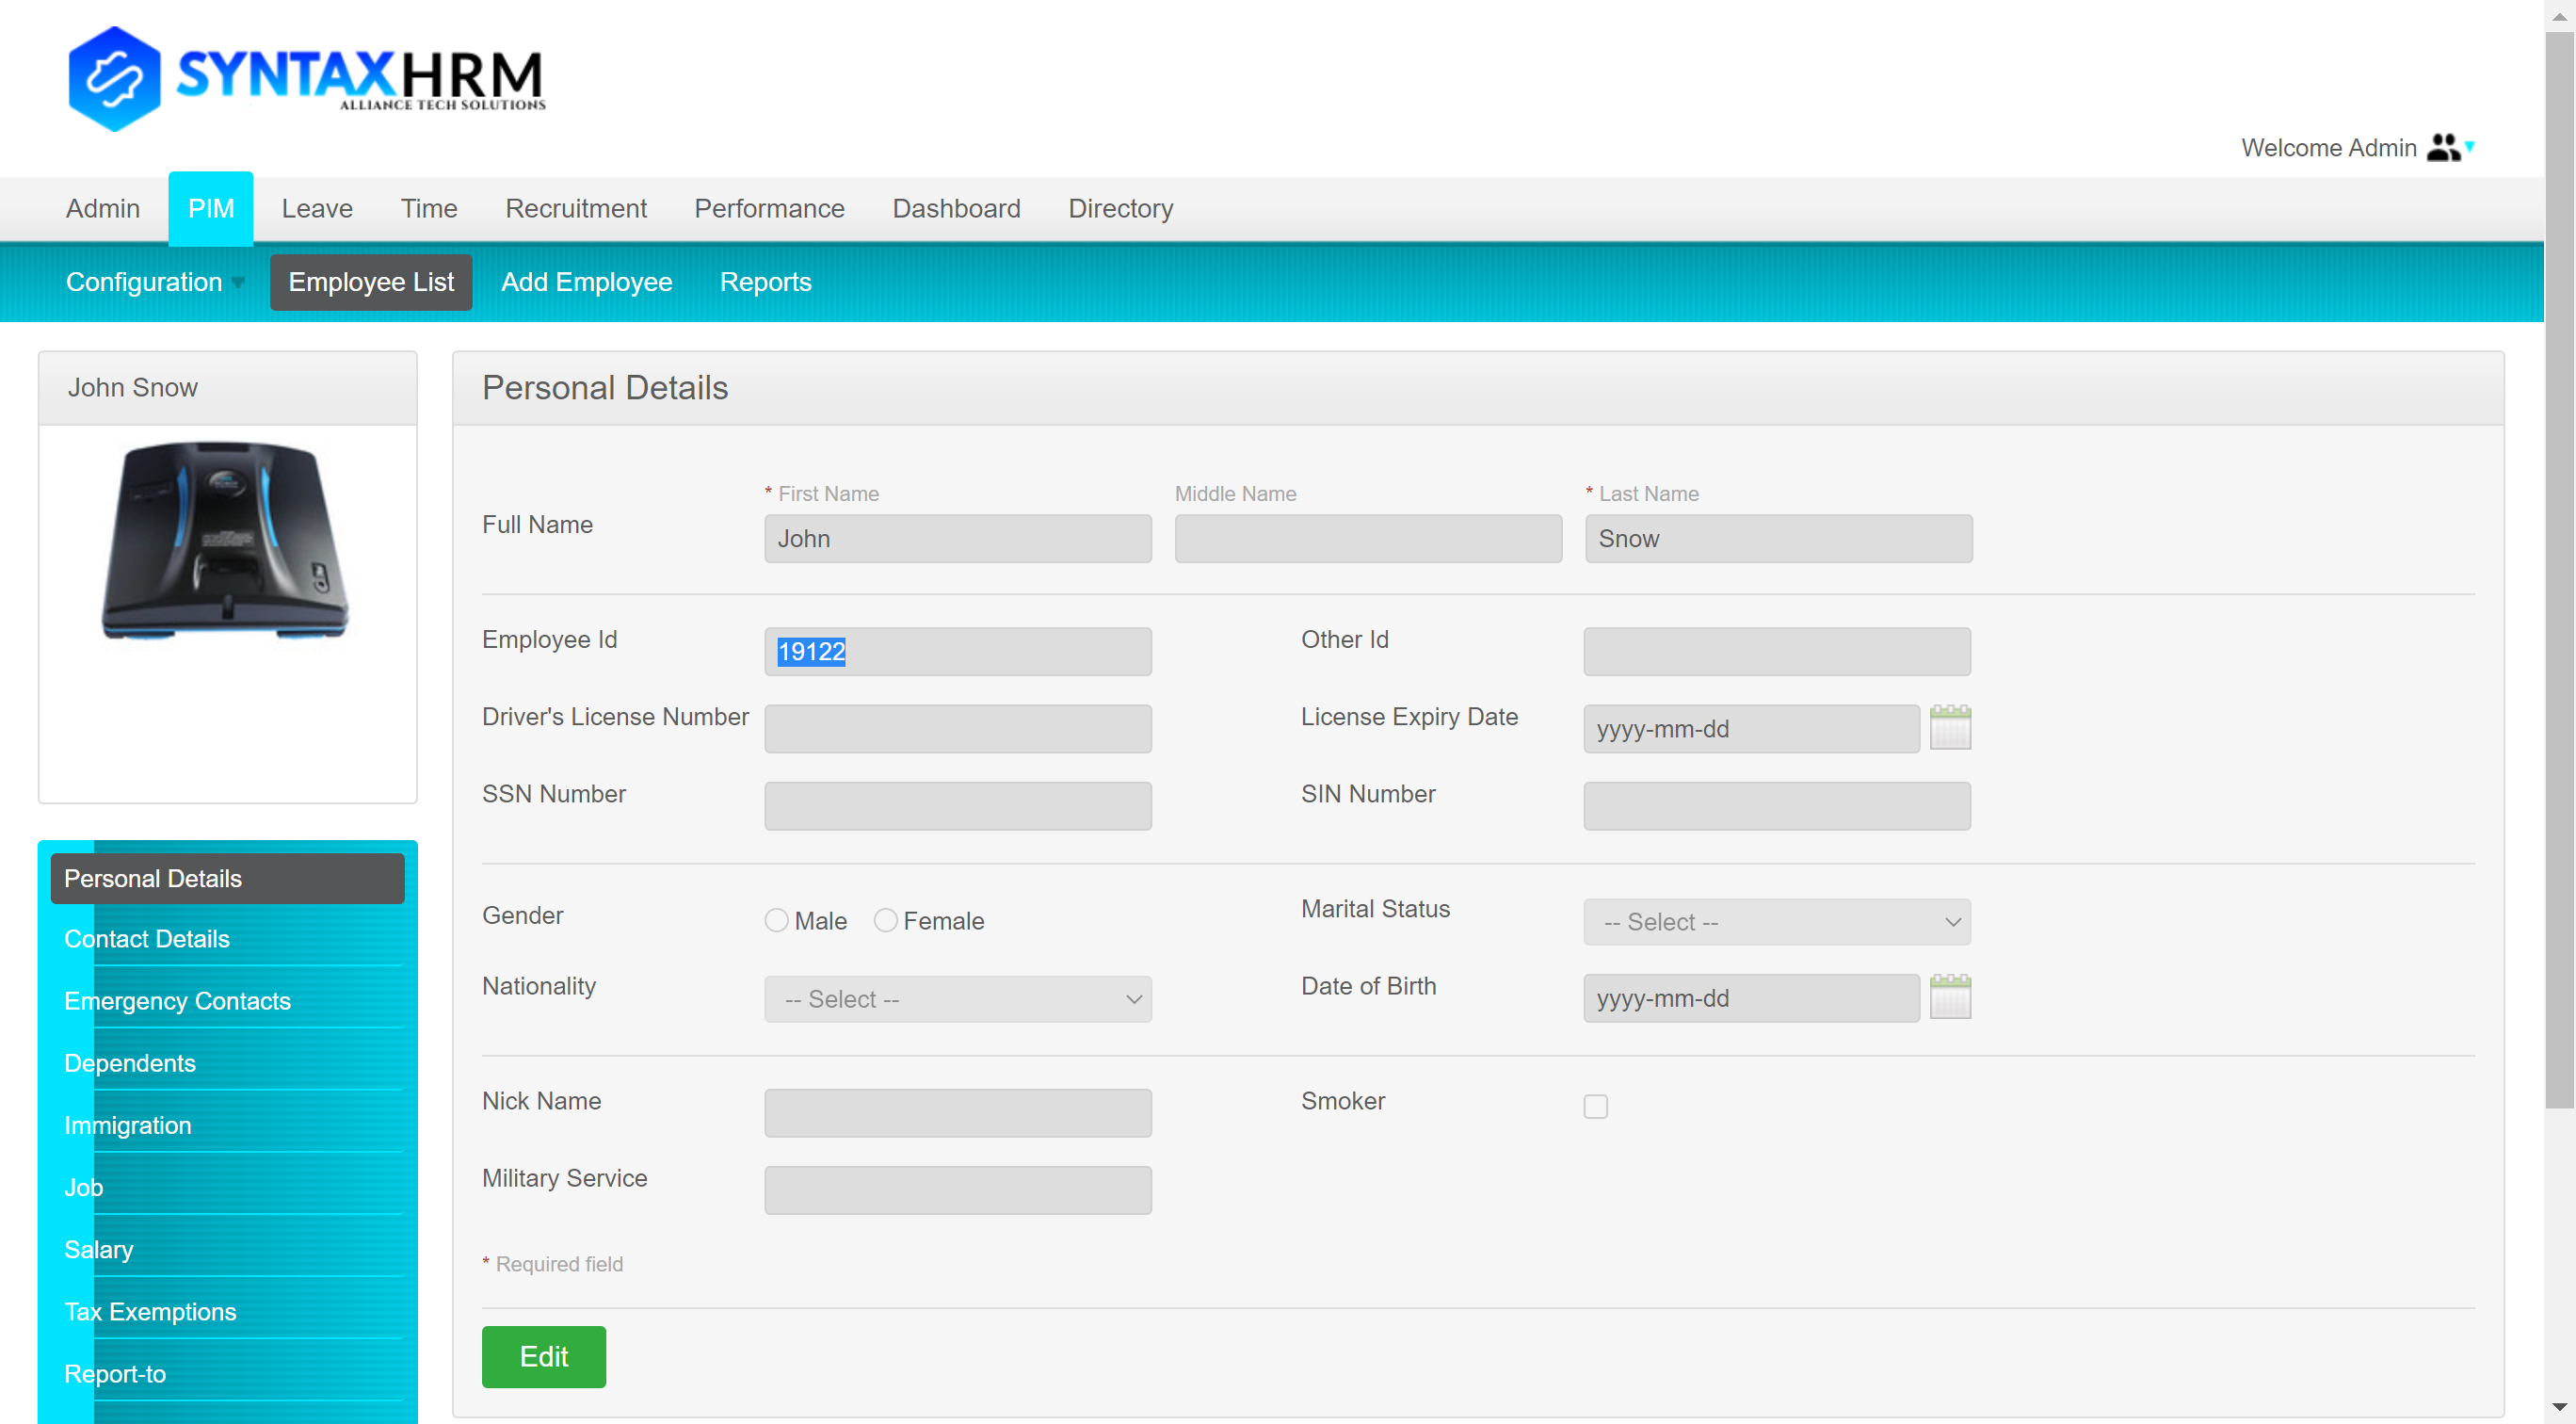 SYNTAXHRM
ALLIANCE TECH SOLUTIONS
Welcome Admin
Admin PIM Leave Time Recruitment Performance Dashboard Directory
Configuration Employee List Add Employee Reports
John Snow
Personal Details
Contact Details
Emergency Contacts
Dependents
Immigration
Job
Salary
Tax Exemptions
Report-to
Personal Details
* First Name Middle Name * Last Name
Full Name John Snow
Employee Id 19122 Other Id
Driver's License Number License Expiry Date yyyy-mm-dd
SSN Number SIN Number
Gender Male Female Marital Status -- Select --
Nationality -- Select -- Date of Birth yyyy-mm-dd
Nick Name Smoker
Military Service
* Required field
Edit